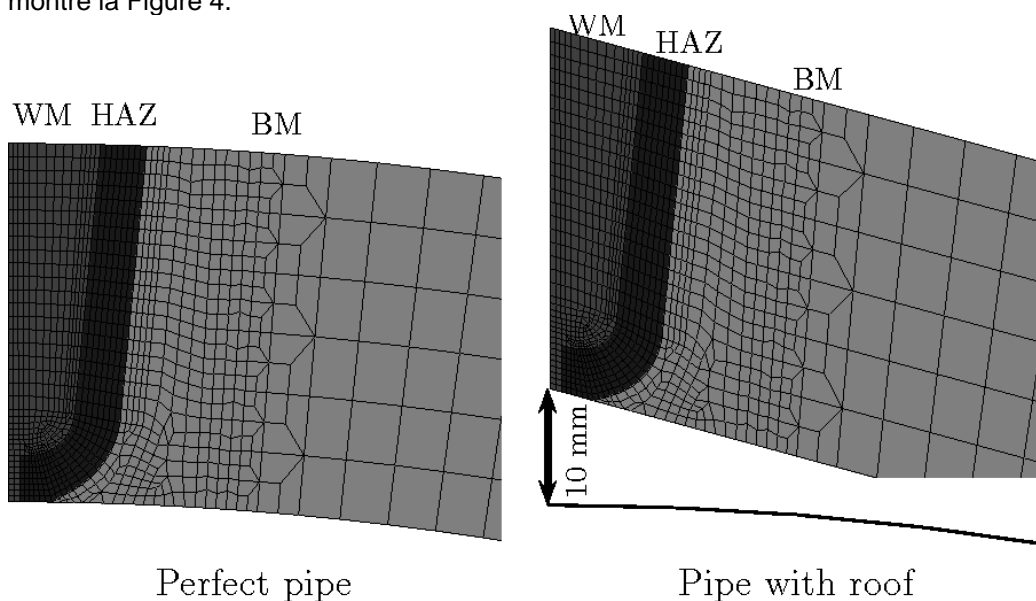 montre la Figure 4.
WM HAZ BM
WM HAZ BM
10 mm
Perfect pipe
Pipe with roof